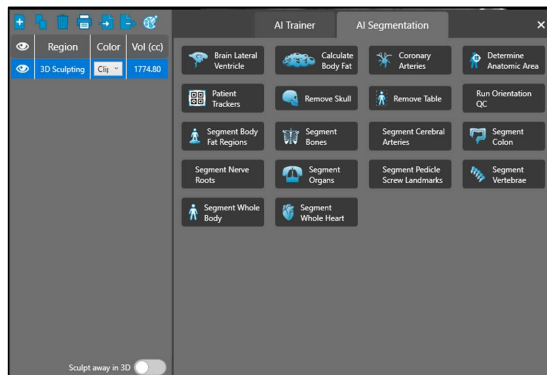 AI Trainer
AI Segmentation
Region
Color
Vol (cc)
3D Sculpting
Clip
1774.80
Brain Lateral
Ventricle
Calculate
Body Fat
Coronary
Arteries
Determine
Anatomic Area
Patient
Trackers
Remove Skull
Remove Table
Run Orientation
QC
Segment Body
Fat Regions
Segment
Bones
Segment Cerebral
Arteries
Segment
Colon
Segment Nerve
Roots
Segment
Organs
Segment Pedicle
Screw Landmarks
Segment
Vertebrae
Segment Whole
Body
Segment
Whole Heart
Sculpt away in 3D